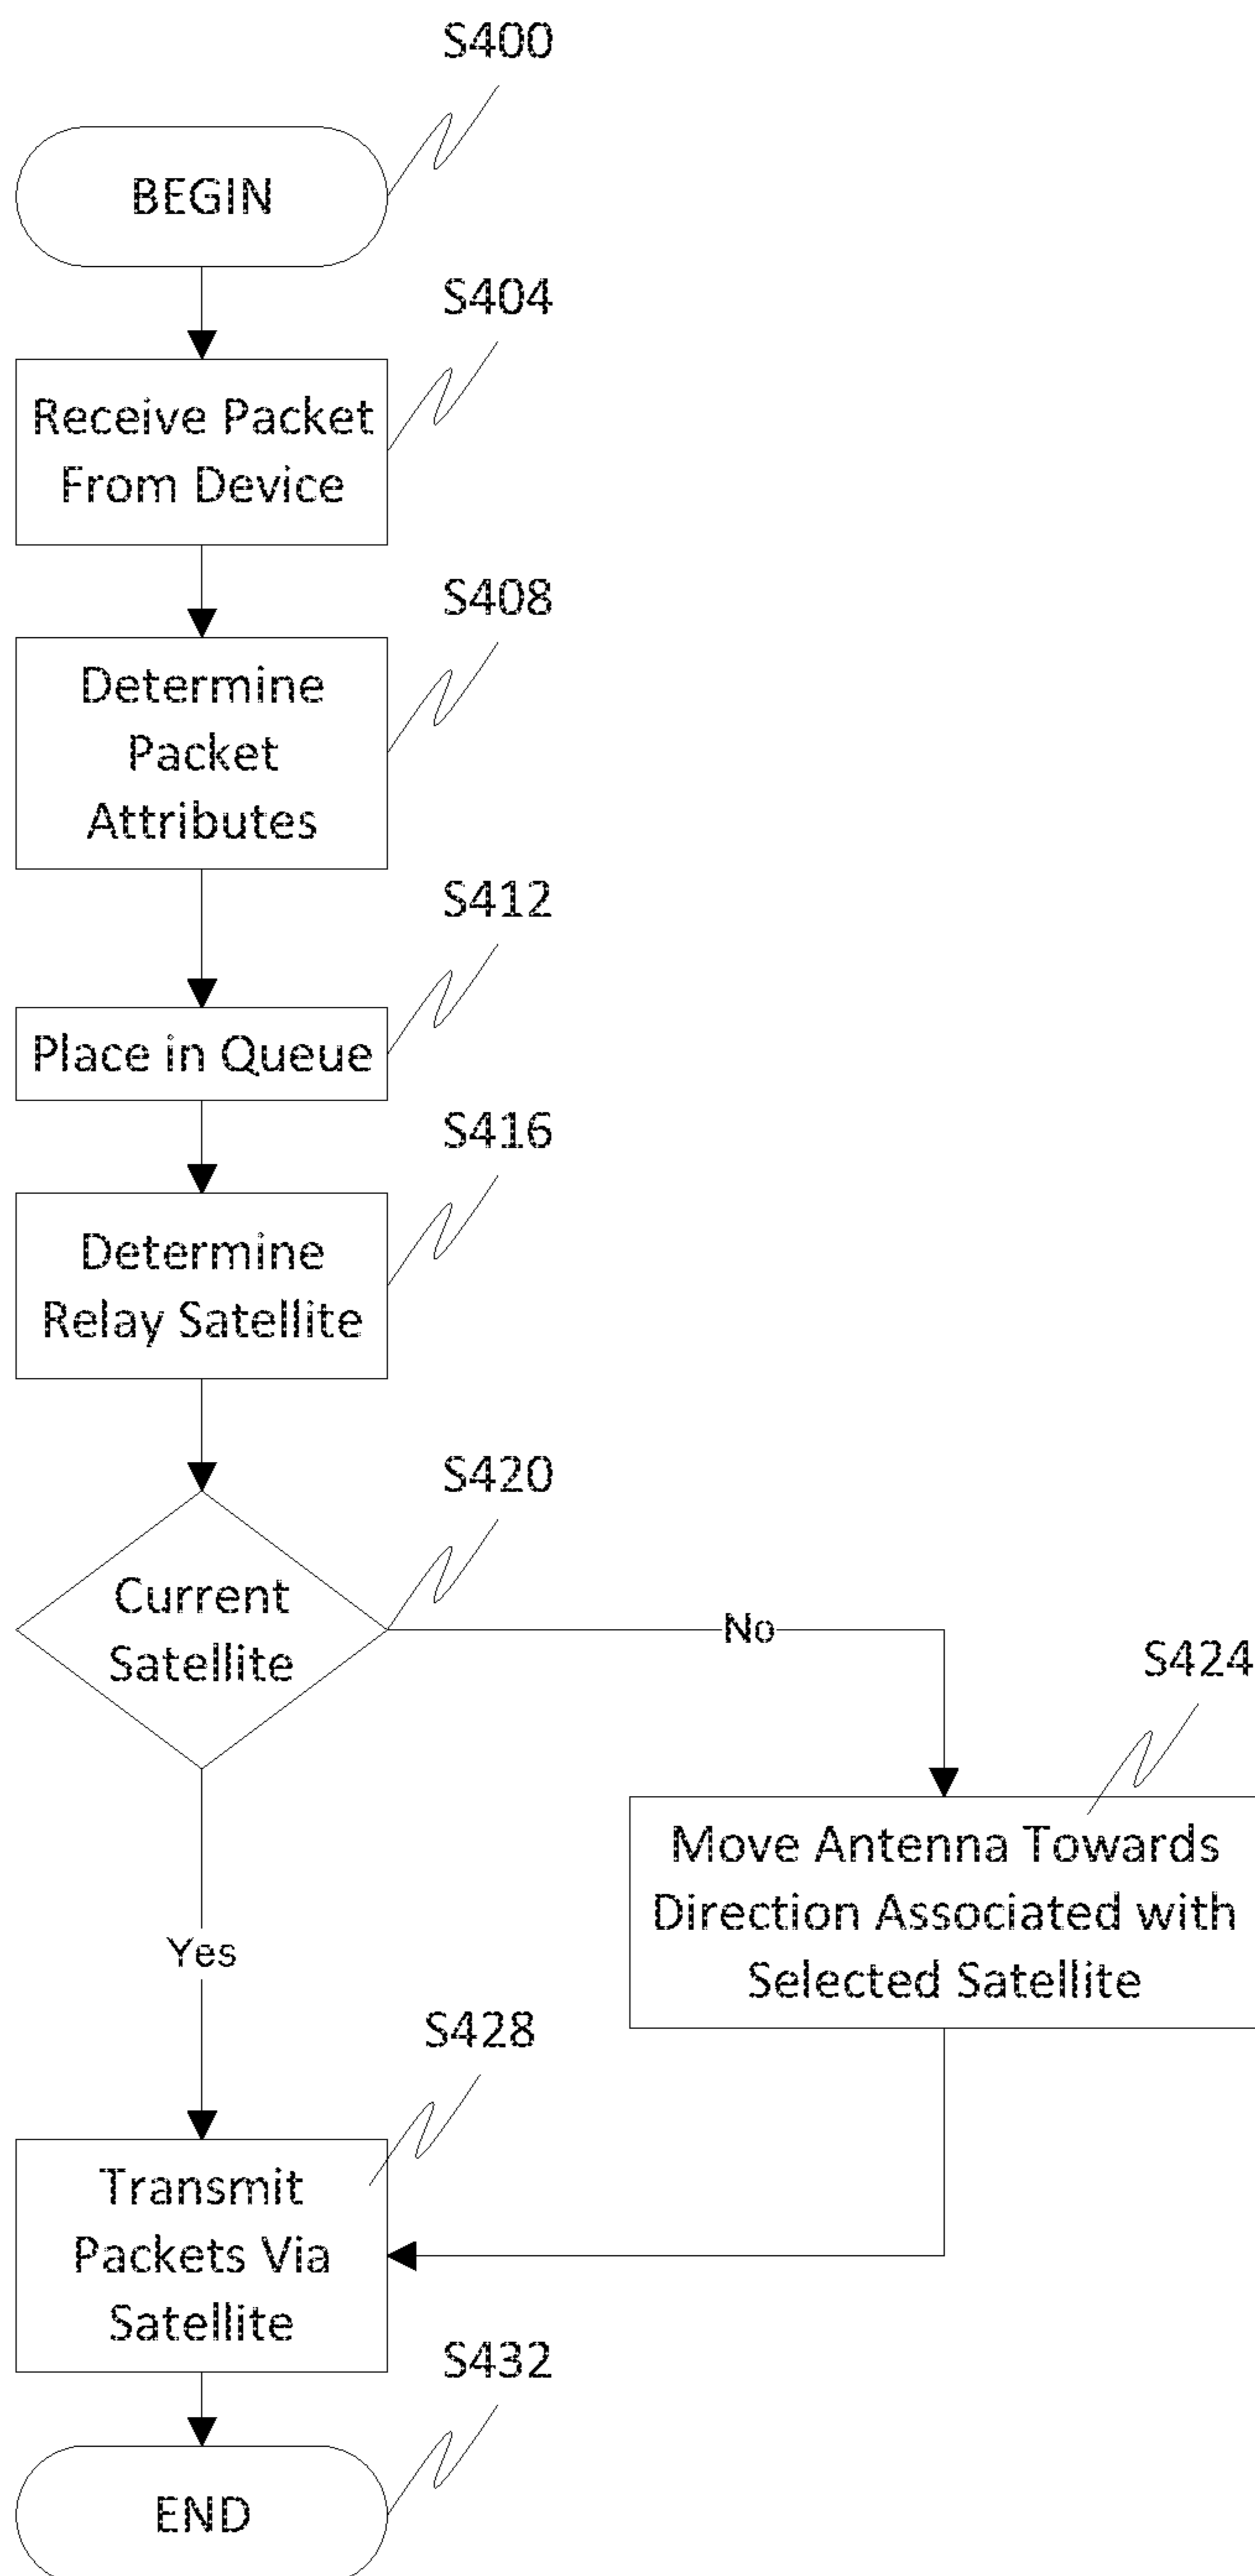 S400
BEGIN
S404
Receive Packet
From Device
S408
Determine
Packet
Attributes
S412
Place in Queue
S416
Determine
Relay Satellite
S420
Current
Satellite
No
S424
Move Antenna Towards
Direction Associated with
Selected Satellite
Yes
S428
Transmit
Packets Via
Satellite
S432
END